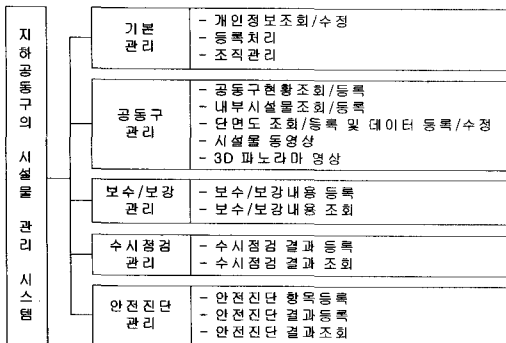 지하공동구의 시설물 관리 시스템
기본
관리
- 개인정보조회/수정
- 등록처리
- 조직관리
공동구
관리
- 공동구현황조회/등록
- 내부시설물조회/등록
- 단면도 조회/등록 및 데이터 등록/수정
- 시설물 동영상
- 3D 파노라마 영상
보수/보강
관리
- 보수/보강내용 등록
- 보수/보강내용 조회
수시점검
관리
- 수시점검 결과 등록
- 수시점검 결과 조회
안전진단
관리
- 안전진단 항목등록
- 안전진단 결과등록
- 안전진단 결과조회